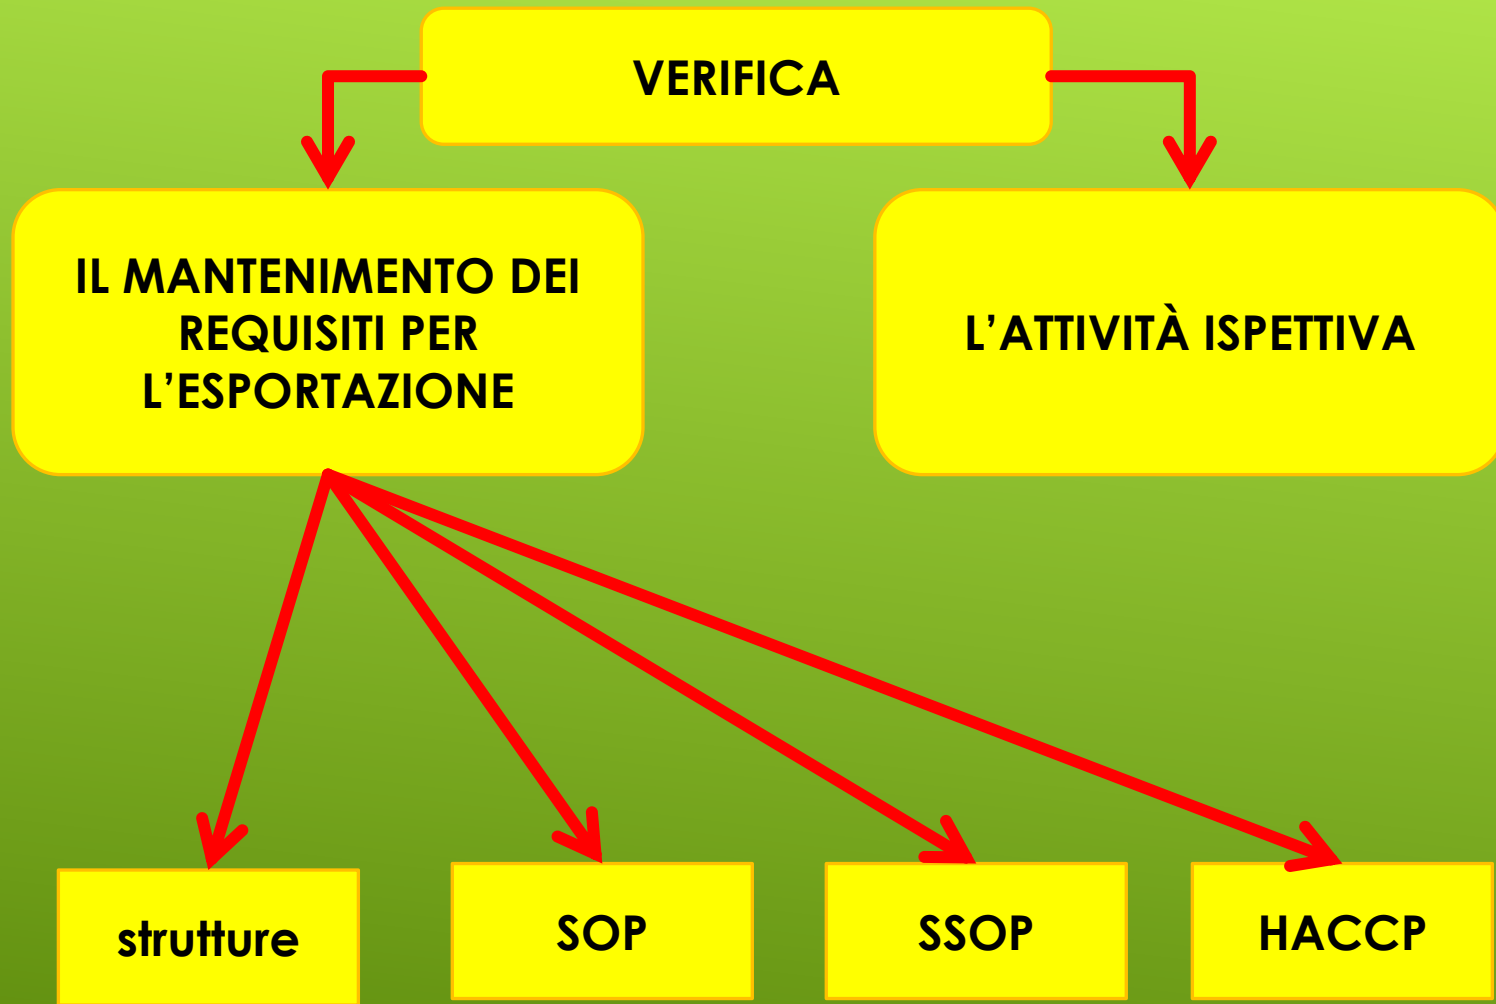 VERIFICA
IL MANTENIMENTO DEI
REQUISITI PER
L’ESPORTAZIONE
L’ATTIVITÀ ISPETTIVA
strutture
SOP
SSOP
HACCP